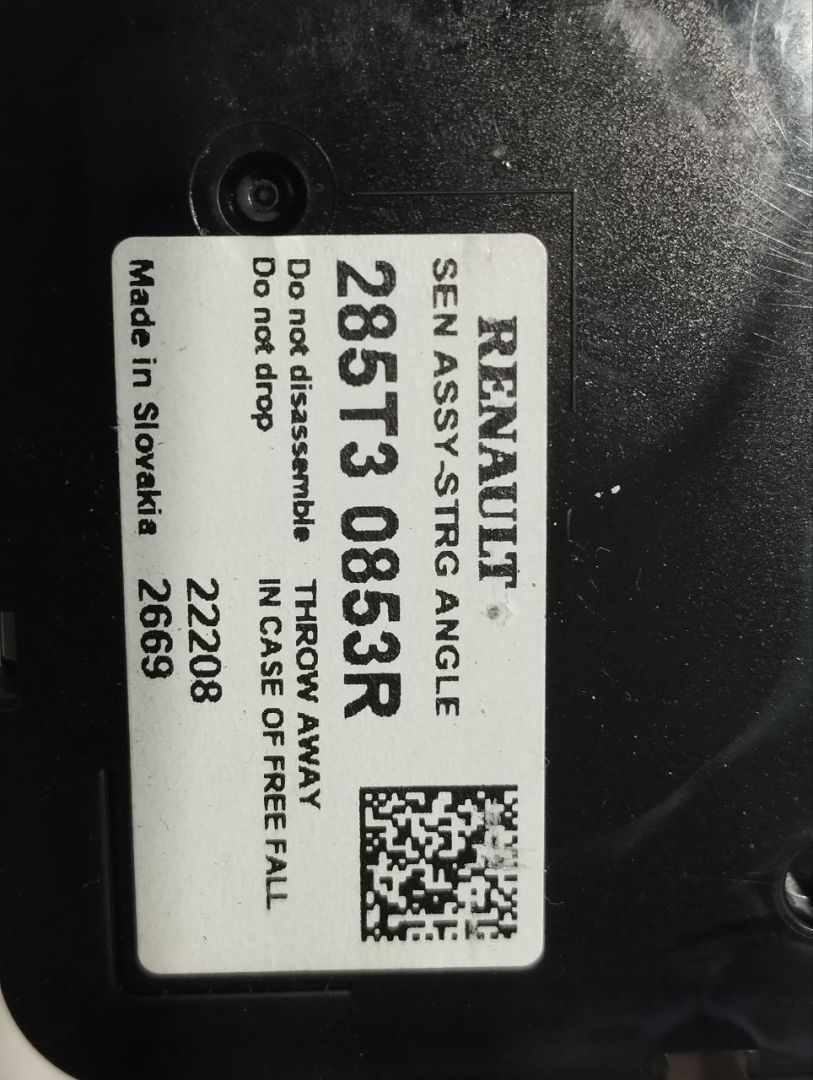 RENAULT
SEN ASSY-STRG ANGLE
285T3 0853R
Do not disassemble THROW AWAY
Do not drop IN CASE OF FREE FALL
22208
Made in Slovakia 2669